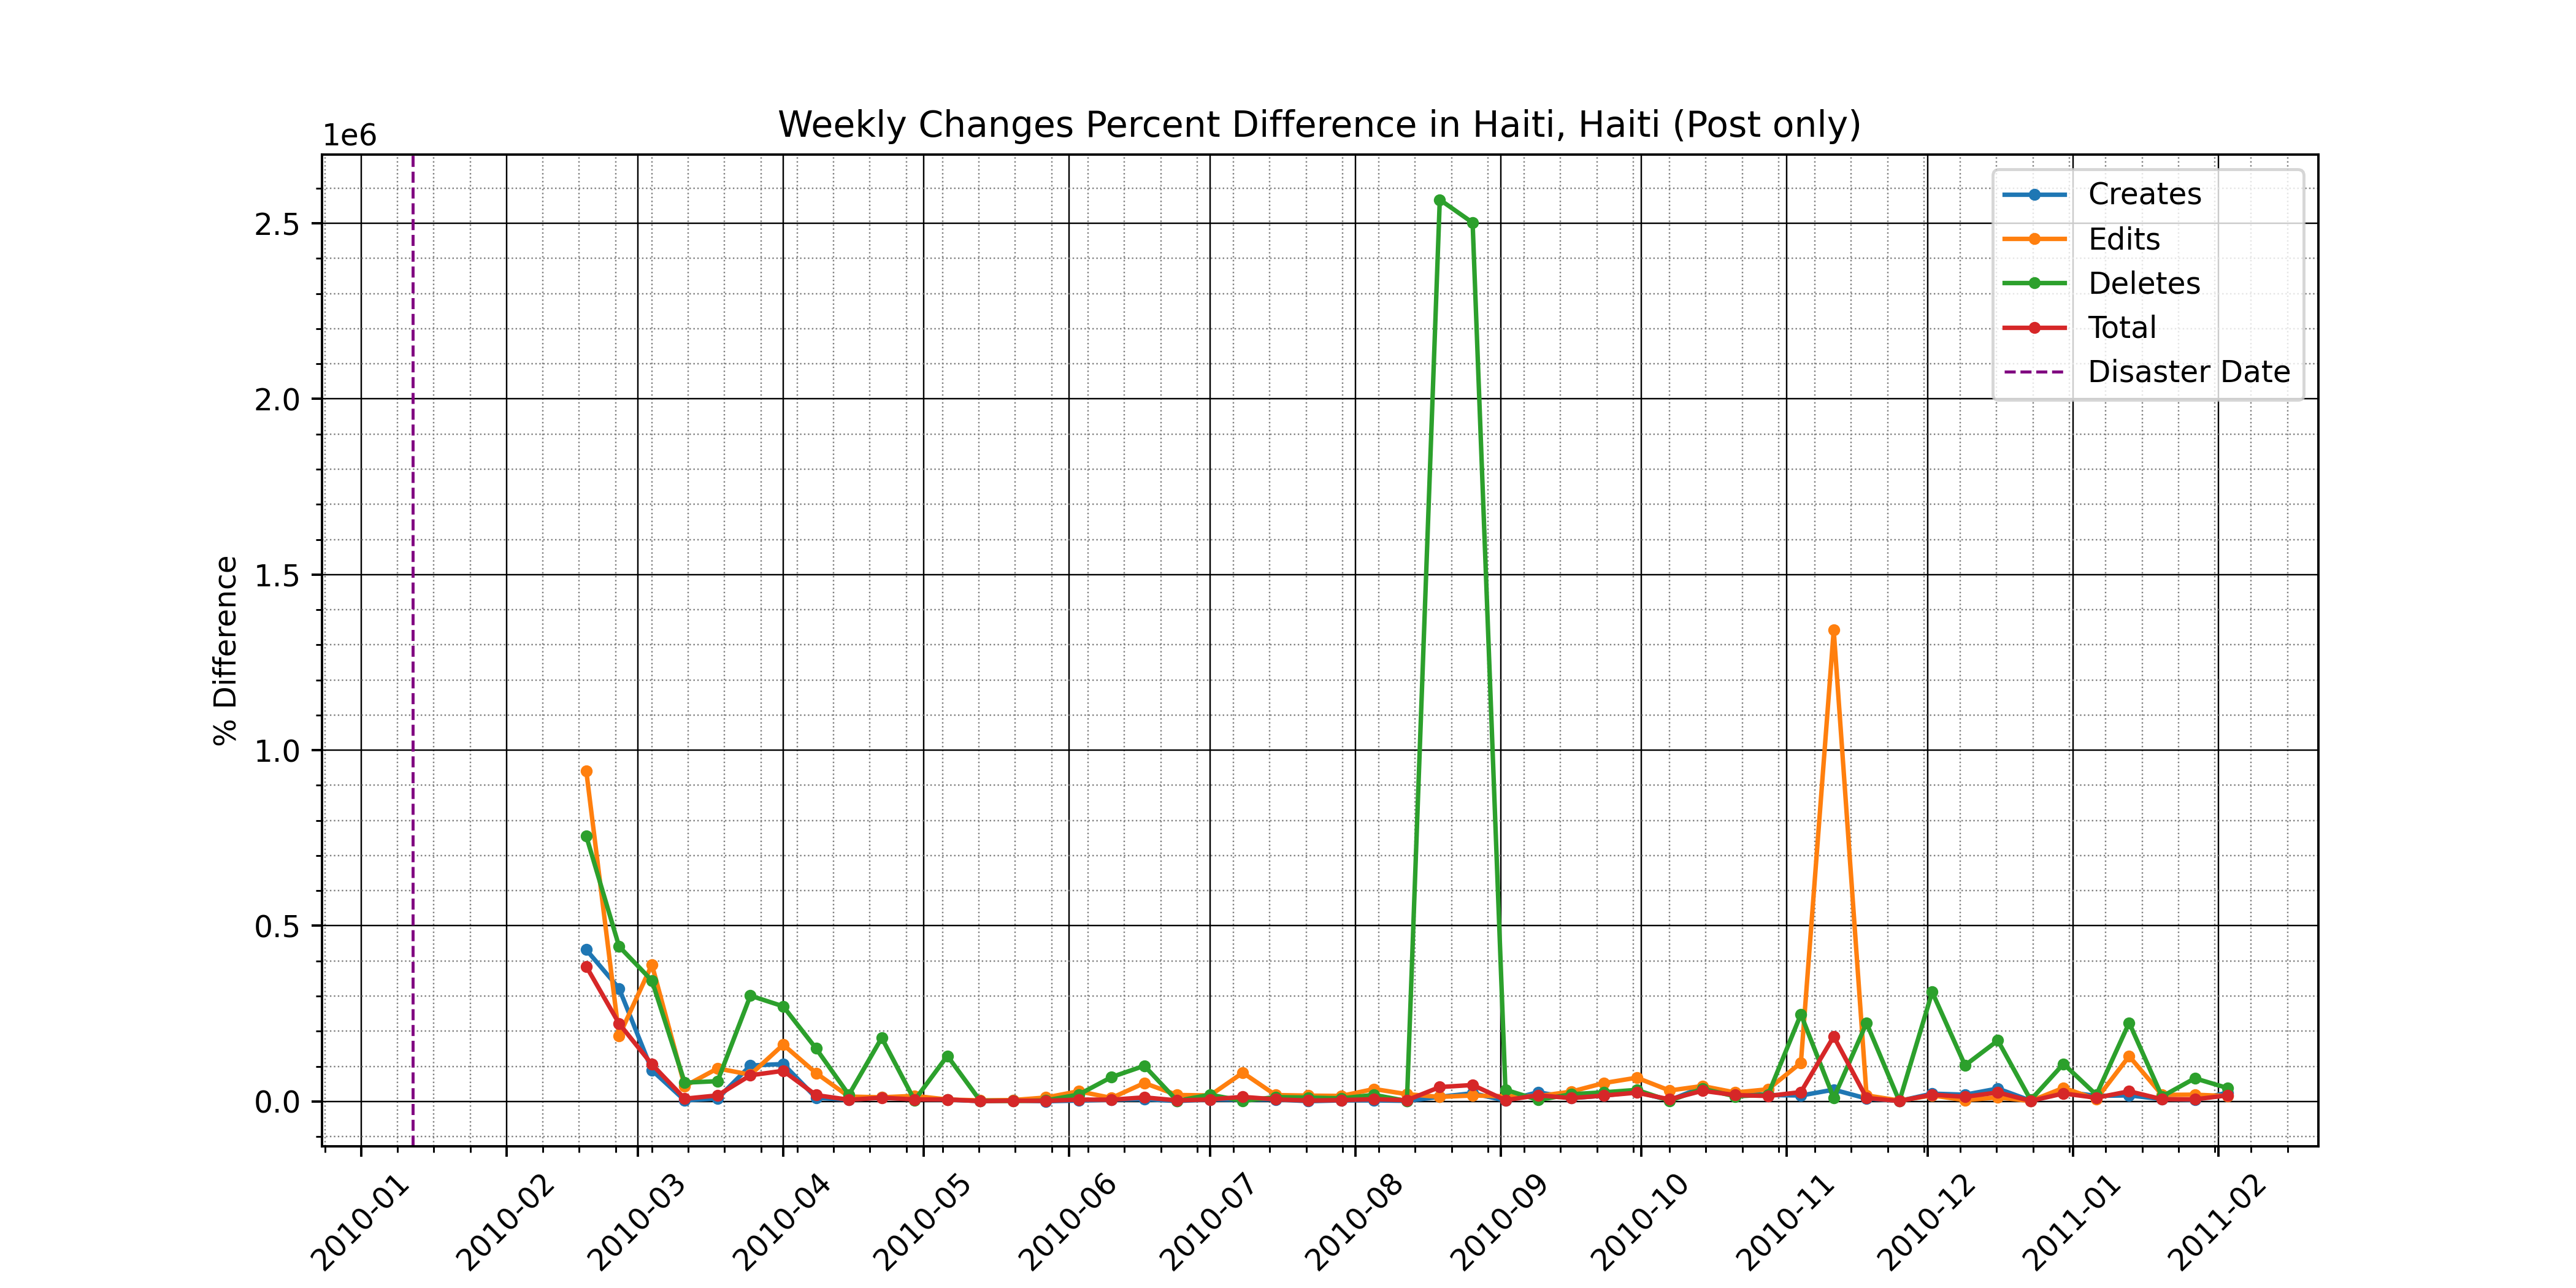 Weekly Changes Percent Difference in Haiti, Haiti (Post only)
1e6
2.5
2.0
1.5
1.0
0.5
0.0
% Difference
Creates
Edits
Deletes
Total
Disaster Date
2010-01
2010-02
2010-03
2010-04
2010-05
2010-06
2010-07
2010-08
2010-09
2010-10
2010-11
2010-12
2011-01
2011-02